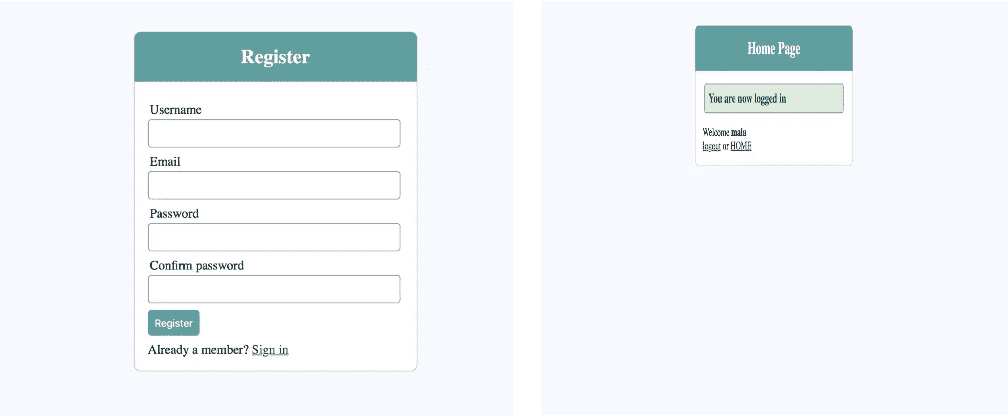 Register
Username
Email
Password
Confirm password
Register
Already a member? Sign in
Home Page
You are now logged in
Welcome mala
logout or HOME